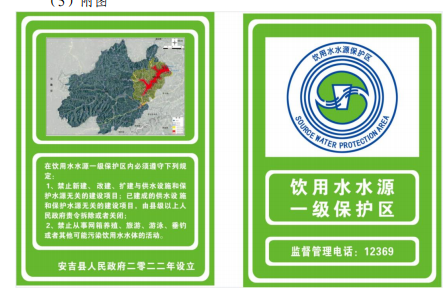 （3）附图
在饮用水水源一级保护区内必须遵守下列规
定：
1、禁止新建、改建、扩建与供水设施和保
护水源无关的建设项目；已建成的供水设施
和保护水源无关的建设项目，由县级以上人
民政府责令拆除或者关闭；
2、禁止从事网箱养殖、旅游、游泳、垂钓
或者其他可能污染饮用水水体的活动。
安吉县人民政府二零二二年设立
饮用水水源保护区
SOURCE WATER PROTECTION AREA
饮用水水源
一级保护区
监督管理电话：12369